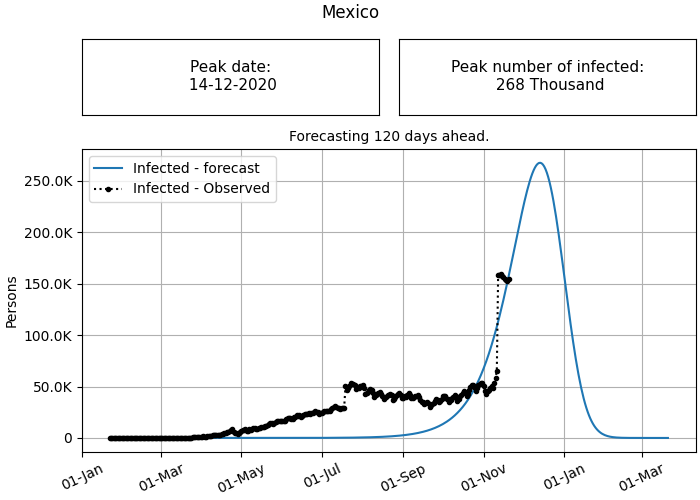 Mexico
Peak date:
14-12-2020
Peak number of infected:
268 Thousand
Forecasting 120 days ahead.
Infected - forecast
Infected - Observed
Persons
250.0K
200.0K
150.0K
100.0K
50.0K
0
01-Jan
01-Mar
01-May
01-Jul
01-Sep
01-Nov
01-Jan
01-Mar